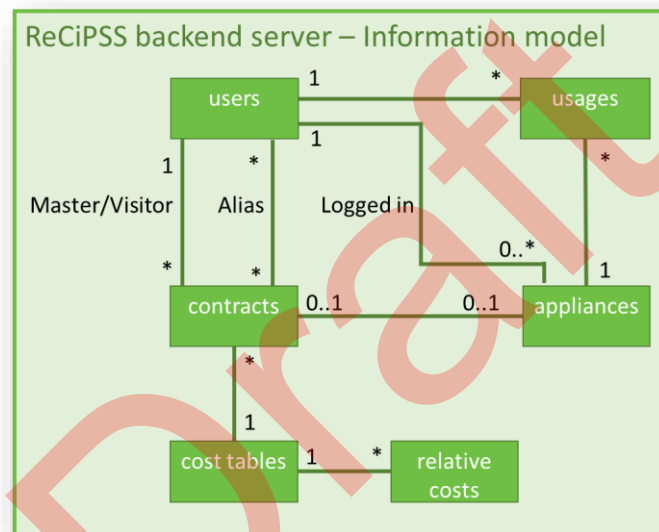 ReCiPSS backend server – Information model
users
1
*
usages
1
1
*
*
Master/Visitor
Alias
Logged in
0..*
*
*
1
contracts
0..1
0..1
appliances
*
1
cost tables
1
*
relative
costs
Draft